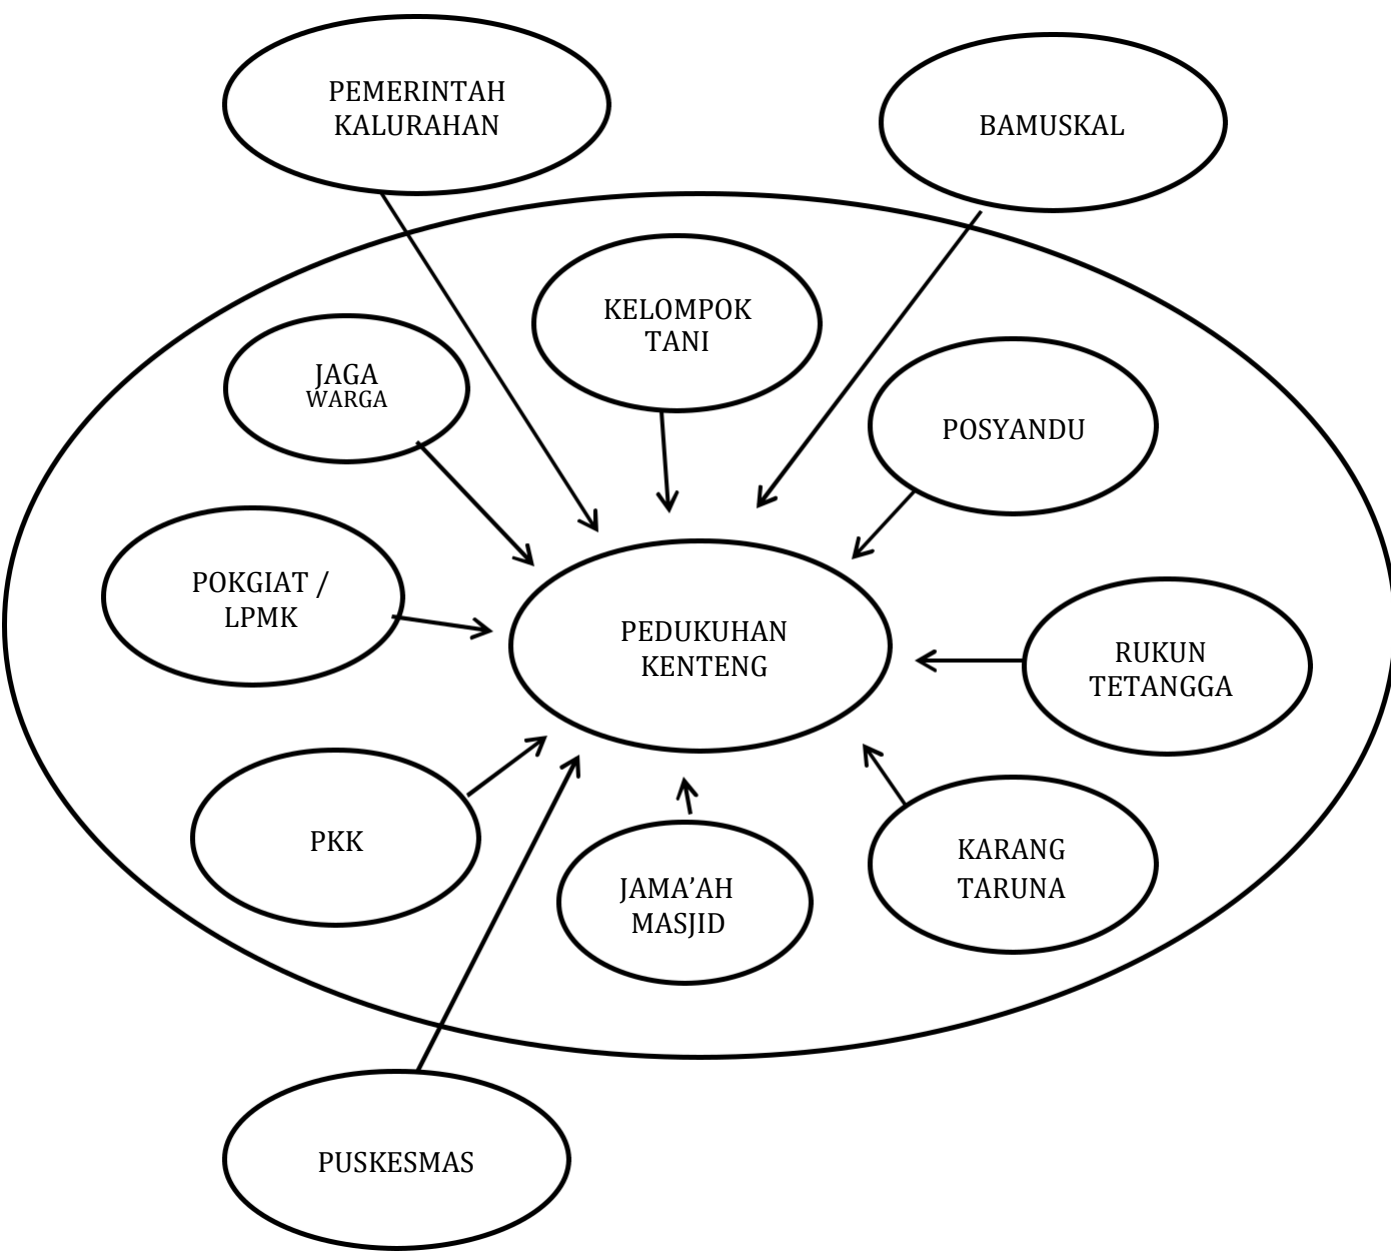 PEMERINTAH
KALURAHAN
BAMUSKAL
KELOMPOK
TANI
JAGA
WARGA
POSYANDU
POKGIAT /
LPMK
PEDUKUHAN
KENTENG
RUKUN
TETANGGA
PKK
JAMA’AH
MASJID
KARANG
TARUNA
PUSKESMAS